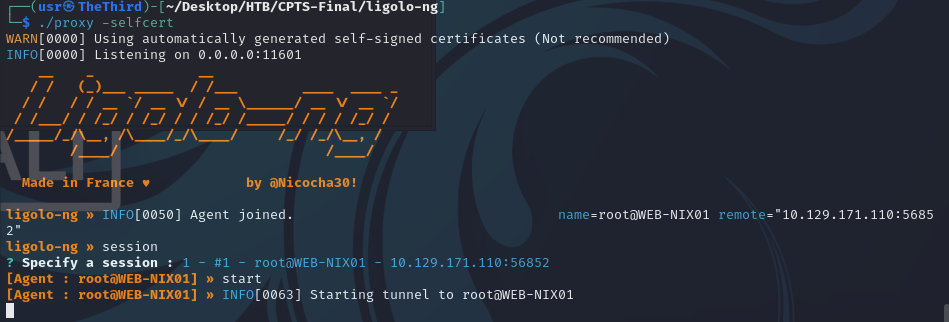 ┌──(usr㉿TheThird)-[~/Desktop/HTB/CPTS-Final/ligolo-ng]
└─$ ./proxy -selfcert
WARN[0000] Using automatically generated self-signed certificates (Not recommended)
INFO[0000] Listening on 0.0.0.0:11601
Ligolo-ng
Made in France ♥ by @Nicocha30!
ligolo-ng » INFO[0050] Agent joined. name=root@WEB-NIX01 remote="10.129.171.110:5685
2"
ligolo-ng » session
? Specify a session : 1 - #1 - root@WEB-NIX01 - 10.129.171.110:56852
[Agent : root@WEB-NIX01] » start
[Agent : root@WEB-NIX01] » INFO[0063] Starting tunnel to root@WEB-NIX01